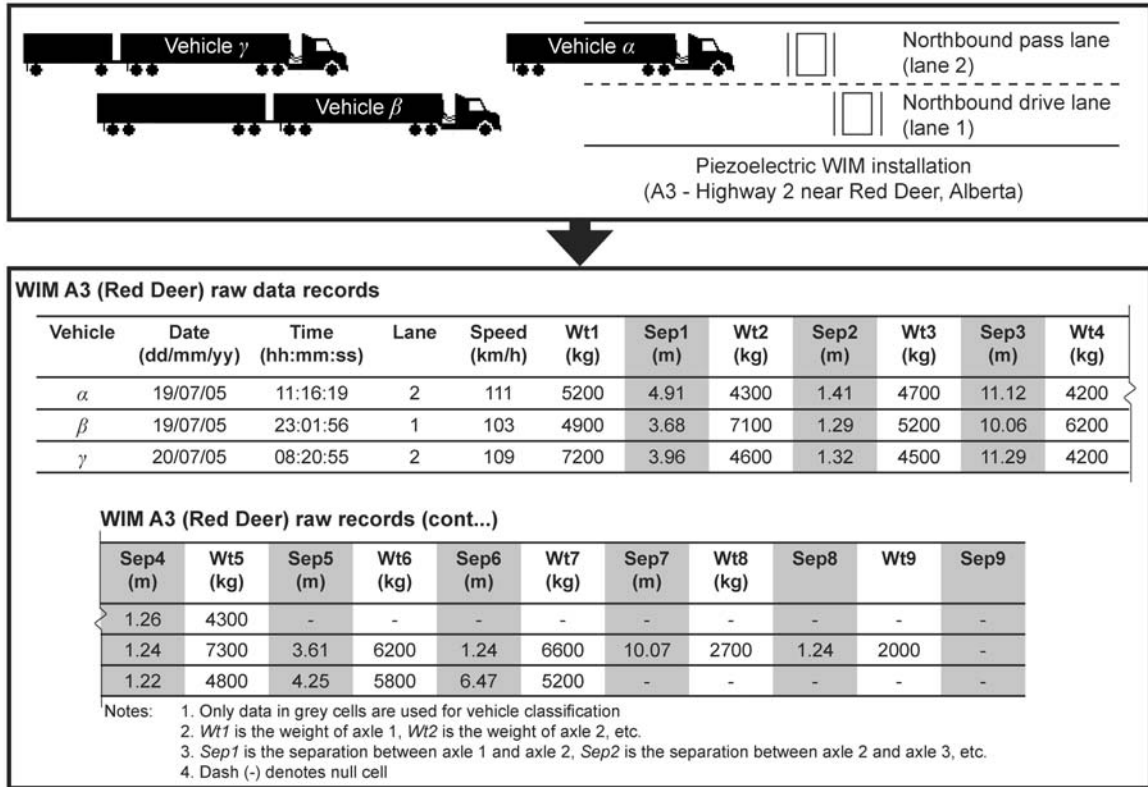 Vehicle γ
Vehicle α
Vehicle β
Northbound pass lane
(lane 2)
Northbound drive lane
(lane 1)
Piezoelectric WIM installation
(A3 - Highway 2 near Red Deer, Alberta)
WIM A3 (Red Deer) raw data records
Vehicle Date Time Lane Speed Wt1 Sep1 Wt2 Sep2 Wt3 Sep3 Wt4
(dd/mm/yy) (hh:mm:ss) (km/h) (kg) (m) (kg) (m) (kg) (m) (kg)
α 19/07/05 11:16:19 2 111 5200 4.91 4300 1.41 4700 11.12 4200
β 19/07/05 23:01:56 1 103 4900 3.68 7100 1.29 5200 10.06 6200
γ 20/07/05 08:20:55 2 109 7200 3.96 4600 1.32 4500 11.29 4200
WIM A3 (Red Deer) raw records (cont...)
Sep4 Wt5 Sep5 Wt6 Sep6 Wt7 Sep7 Wt8 Sep8 Wt9 Sep9
(m) (kg) (m) (kg) (m) (kg) (m) (kg)
1.26 4300 - - - - - - - - -
1.24 7300 3.61 6200 1.24 6600 10.07 2700 1.24 2000 -
1.22 4800 4.25 5800 6.47 5200 - - - - -
Notes: 1. Only data in grey cells are used for vehicle classification
2. Wt1 is the weight of axle 1, Wt2 is the weight of axle 2, etc.
3. Sep1 is the separation between axle 1 and axle 2, Sep2 is the separation between axle 2 and axle 3, etc.
4. Dash (-) denotes null cell